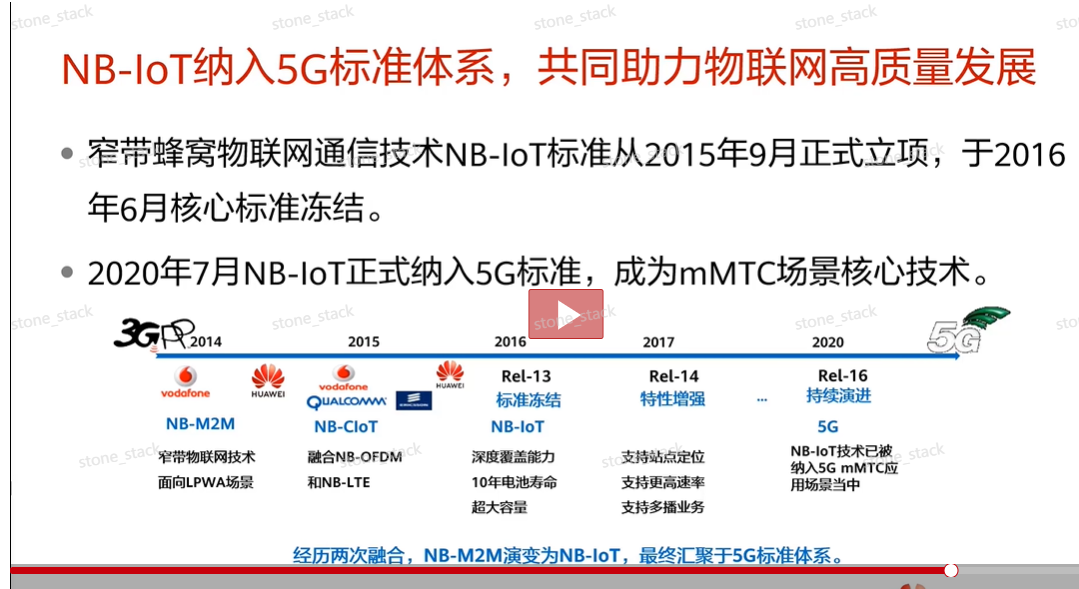 stone_stack stone_stack stone_stack stone_stack
NB-IoT纳入5G标准体系，共同助力物联网高质量发展
窄带蜂窝物联网通信技术NB-IoT标准从2015年9月正式立项，于2016
年6月核心标准冻结。
2020年7月NB-IoT正式纳入5G标准，成为mMTC场景核心技术。
stone_stack stone_stack stone_stack stone_stack
3GPP 2014 2015 2016 2017 2020 5G
vodafone HUAWEI vodafone HUAWEI Rel-13 Rel-14 Rel-16
QUALCOMM 标准冻结 特性增强 ... 持续演进
NB-M2M NB-CIoT NB-IoT 5G
stone_stack stone_stack stone_stack stone_stack
窄带物联网技术 融合NB-OFDM 深度覆盖能力 支持站点定位 NB-IoT技术已被
面向LPWA场景 和NB-LTE 10年电池寿命 支持更高速率 纳入5G mMTC应
超大容量 支持多播业务 用场景当中
经历两次融合，NB-M2M演变为NB-IoT，最终汇聚于5G标准体系。